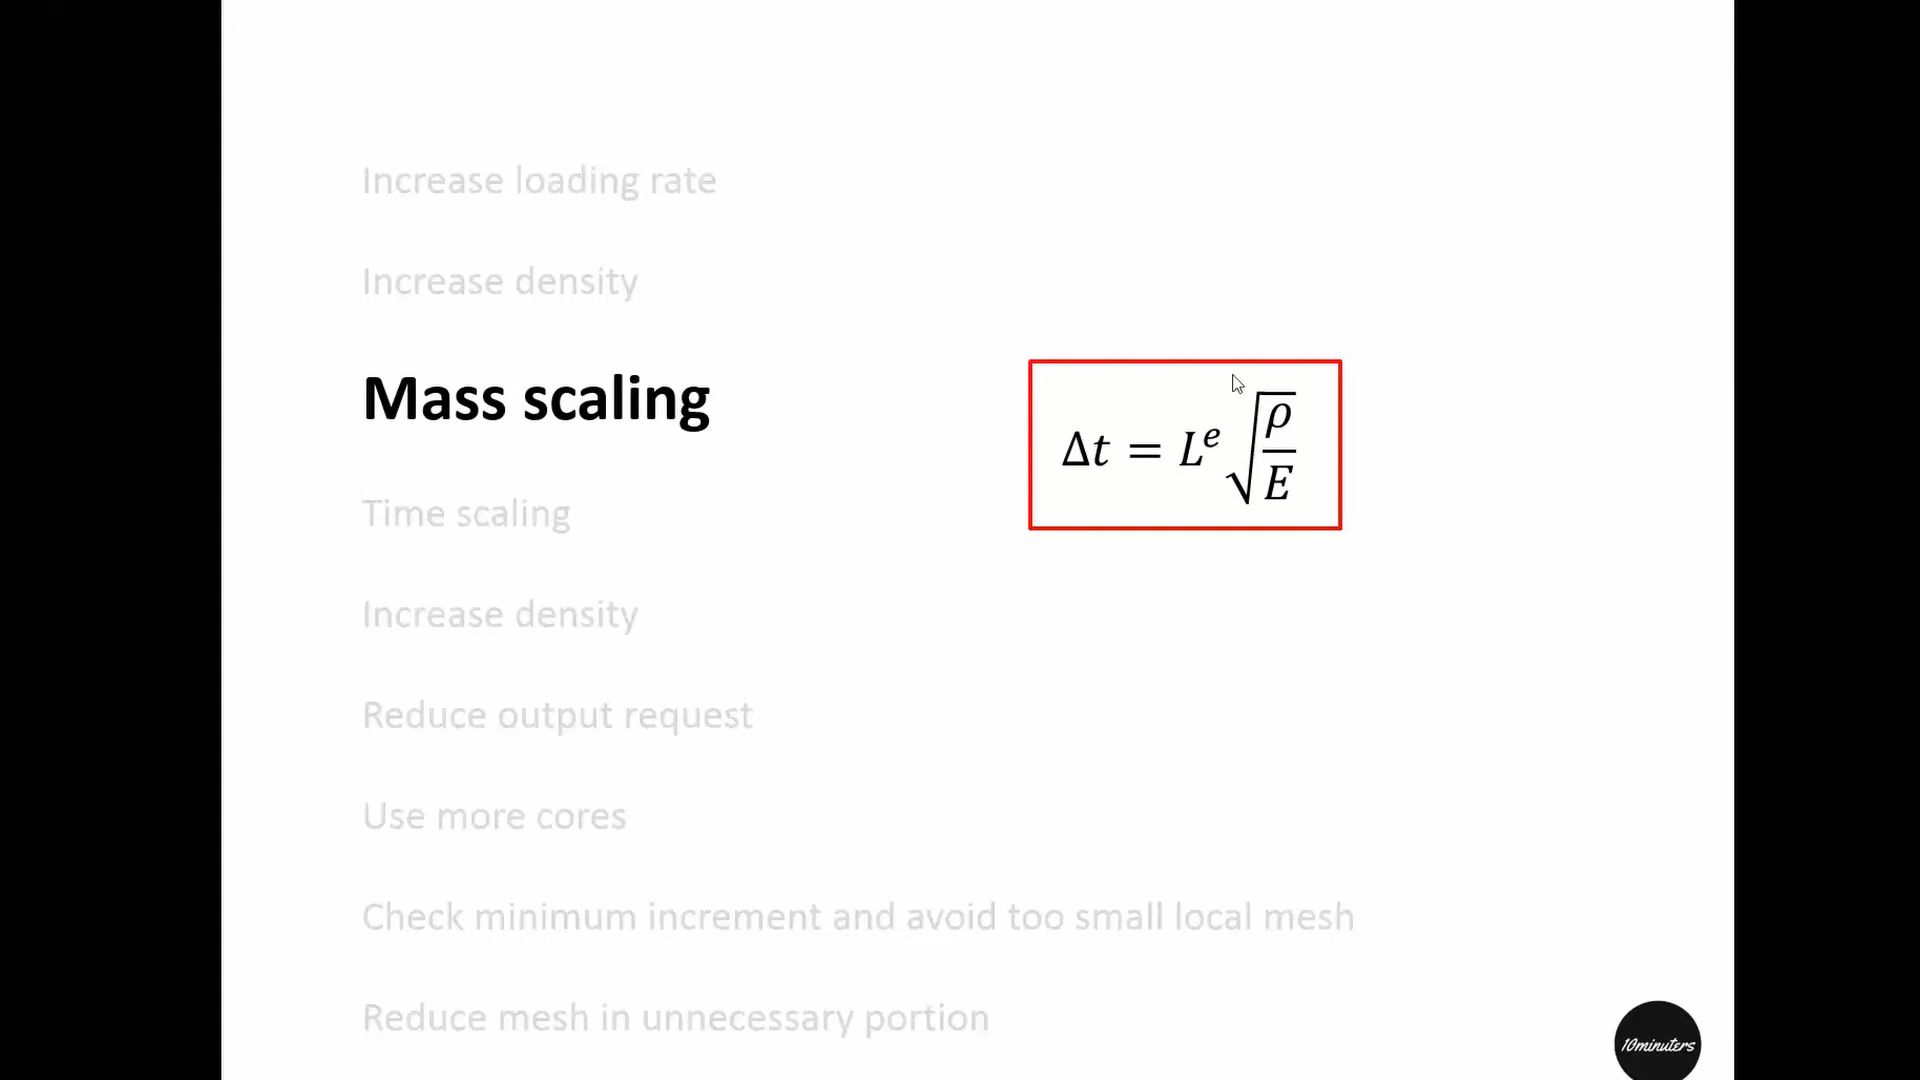 Increase loading rate
Increase density
Mass scaling
Δt = L^e √(ρ/E)
Time scaling
Increase density
Reduce output request
Use more cores
Check minimum increment and avoid too small local mesh
Reduce mesh in unnecessary portion
10minuters